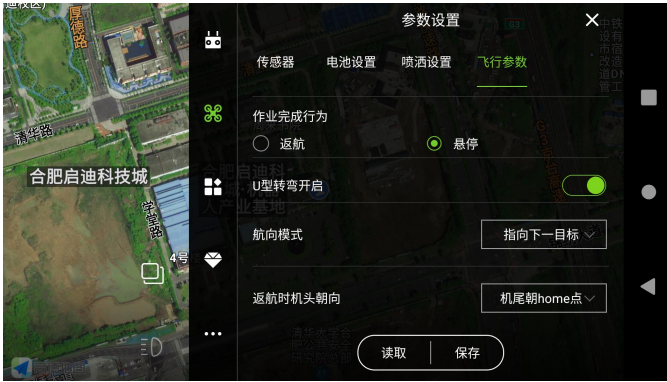 参数设置
传感器 电池设置 喷洒设置 飞行参数
作业完成行为
返航 悬停
U型转弯开启
航向模式 指向下一目标
返航时机头朝向 机尾朝home点
读取 保存
厚德路
清华路
合肥启迪科技城
学堂路
4号